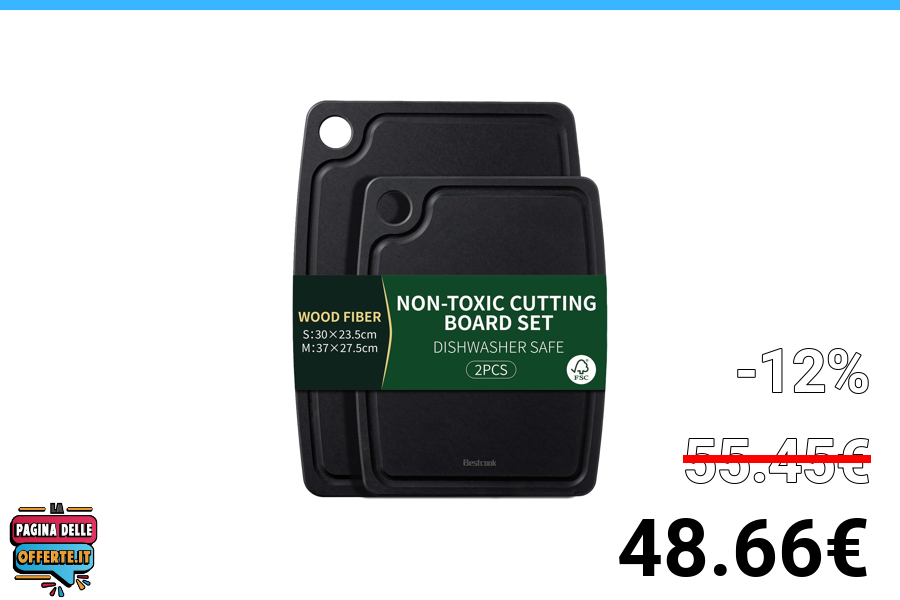 WOOD FIBER
S:30×23.5cm
M:37×27.5cm
NON-TOXIC CUTTING
BOARD SET
DISHWASHER SAFE
2PCS
FSC
Bestcook
-12%
55.45€
48.66€
LA
PAGINA DELLE
OFFERTE.IT